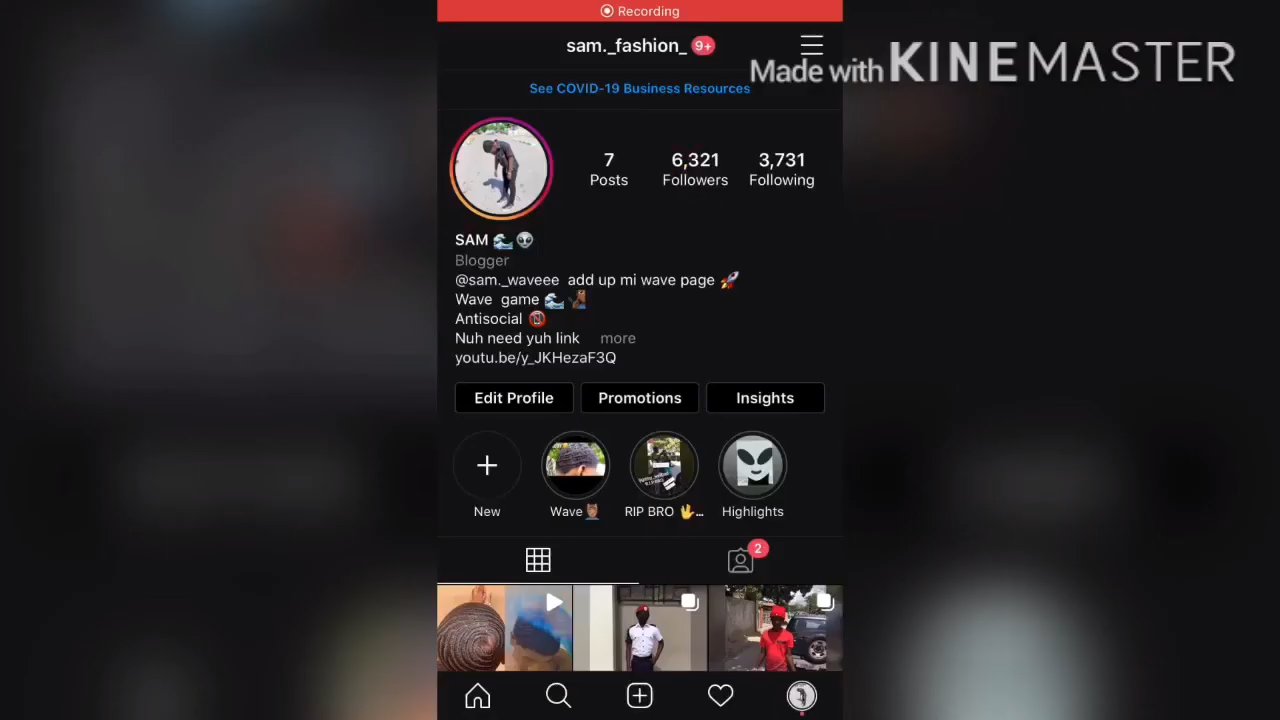 Recording
sam._fashion_ 9+
Made with KINEMASTER
See COVID-19 Business Resources
7 6,321 3,731
Posts Followers Following
SAM 🌊👽
Blogger
@sam._waveee add up mi wave page 🚀
Wave game 🌊
Antisocial 📵
Nuh need yuh link more
youtu.be/y_JKHezaF3Q
Edit Profile Promotions Insights
New Wave RIP BRO 🖖... Highlights
2